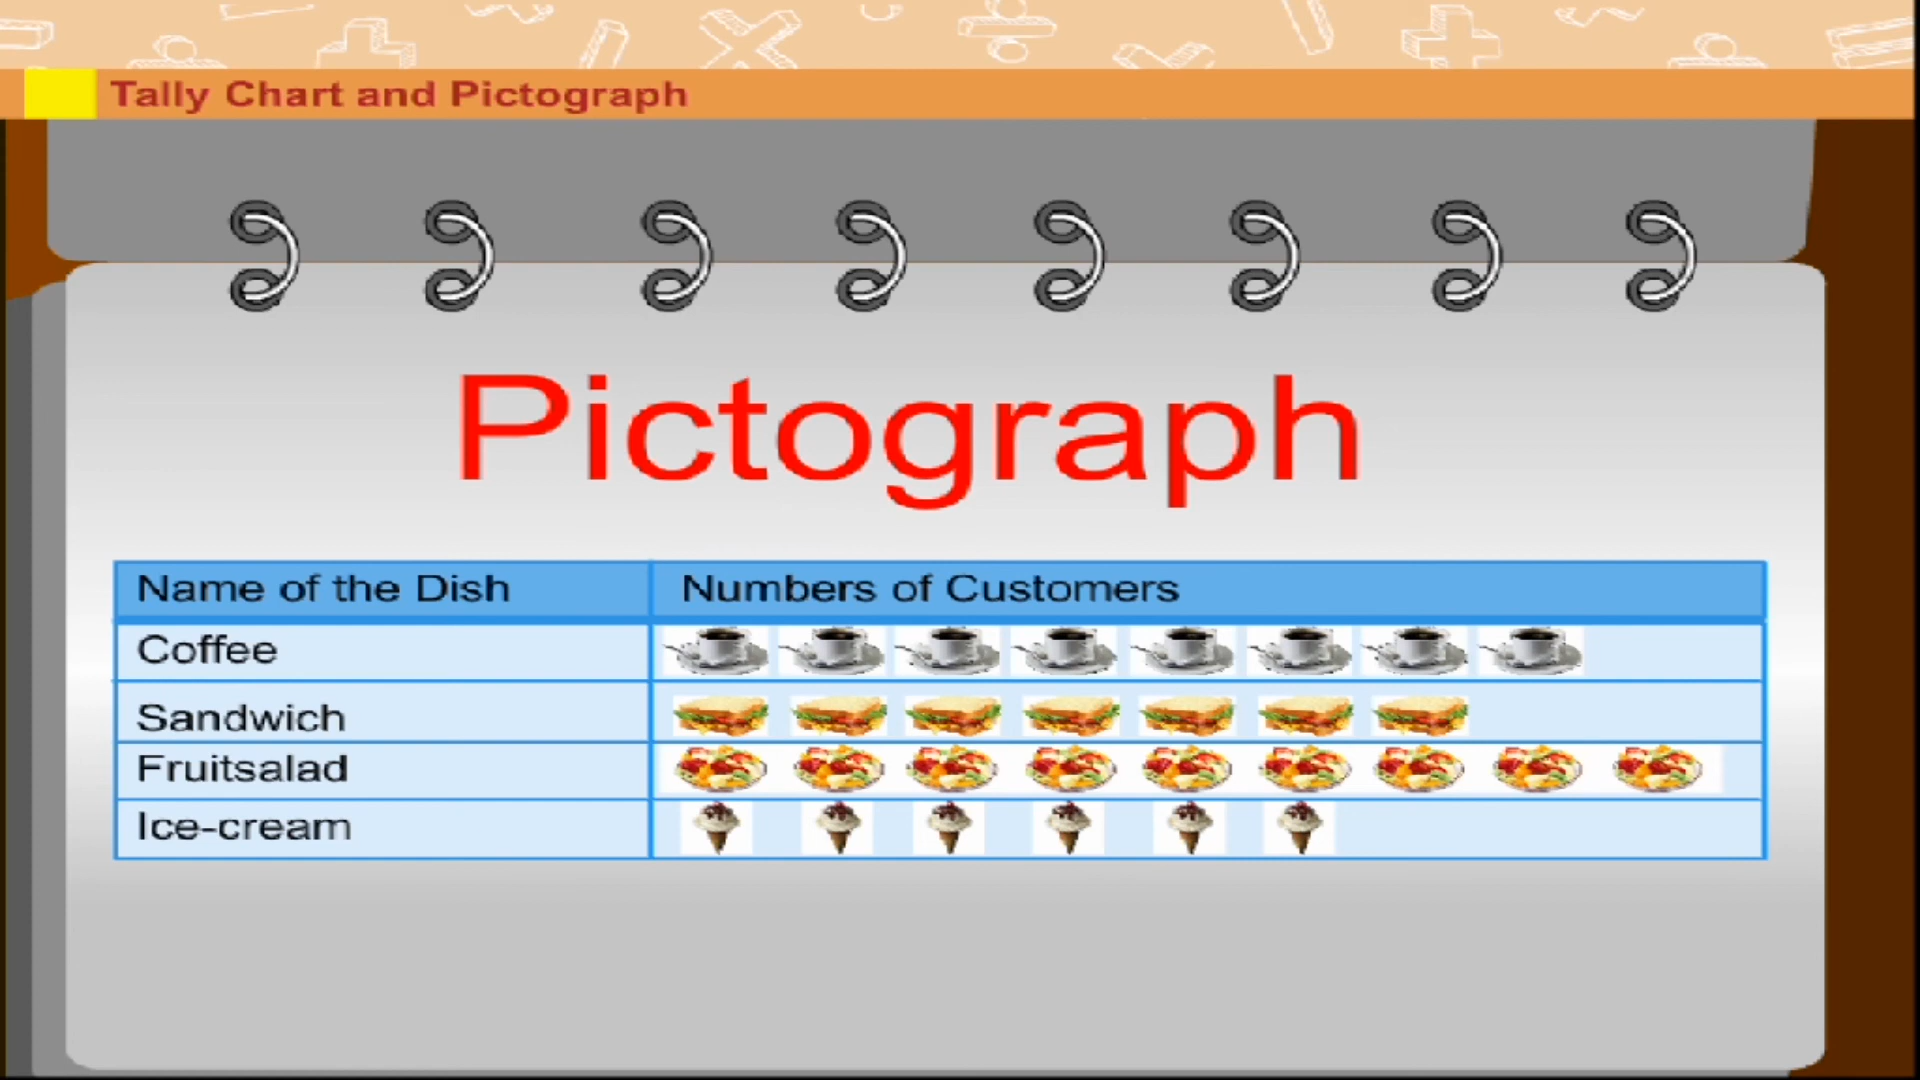 Tally Chart and Pictograph
Pictograph
Name of the Dish Numbers of Customers
Coffee
Sandwich
Fruitsalad
Ice-cream